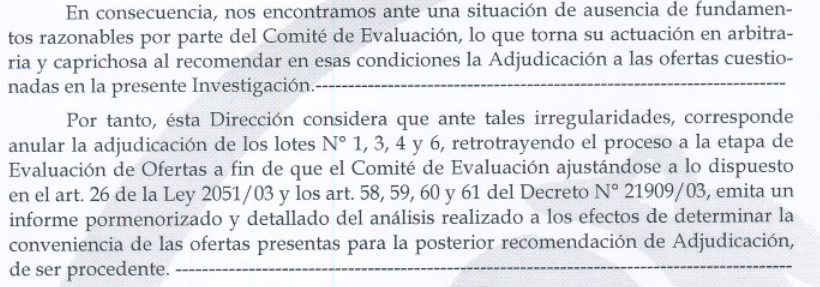 En consecuencia, nos encontramos ante una situación de ausencia de fundamen-
tos razonables por parte del Comité de Evaluación, lo que torna su actuación en arbitra-
ria y caprichosa al recomendar en esas condiciones la Adjudicación a las ofertas cuestio-
nadas en la presente Investigación.-----------------------------------------------------------------------
Por tanto, ésta Dirección considera que ante tales irregularidades, corresponde
anular la adjudicación de los lotes N° 1, 3, 4 y 6, retrotrayendo el proceso a la etapa de
Evaluación de Ofertas a fin de que el Comité de Evaluación ajustándose a lo dispuesto
en el art. 26 de la Ley 2051/03 y los art. 58, 59, 60 y 61 del Decreto N° 21909/03, emita un
informe pormenorizado y detallado del análisis realizado a los efectos de determinar la
conveniencia de las ofertas presentas para la posterior recomendación de Adjudicación,
de ser procedente. ---------------------------------------------------------------------------------------------